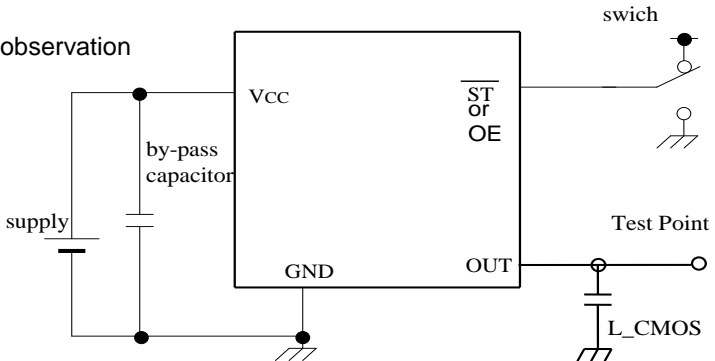 swich
observation
VCC
ST
or
OE
by-pass
capacitor
supply
Test Point
GND
OUT
L_CMOS